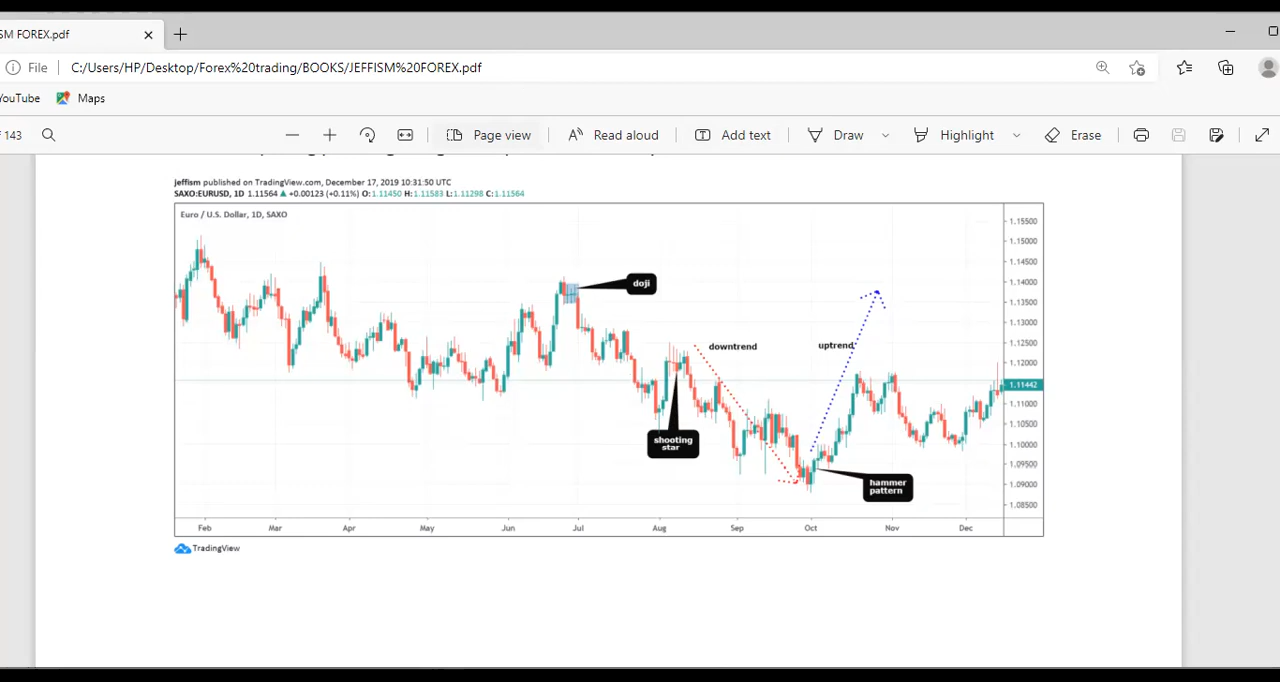 SM FOREX.pdf
File C:/Users/HP/Desktop/Forex%20trading/BOOKS/JEFFISM%20FOREX.pdf
YouTube Maps
143 Page view Read aloud Add text Draw Highlight Erase
jeffism published on TradingView.com, December 17, 2019 10:31:50 UTC
SAXO:EURUSD, 1D 1.11564 ▲ +0.00123 (+0.11%) O:1.11450 H:1.11583 L:1.11298 C:1.11564
Euro / U.S. Dollar, 1D, SAXO
1.15500
1.15000
1.14500
doji
1.14000
1.13500
1.13000
downtrend
uptrend
1.12500
1.12000
1.11442
1.11000
1.10500
shooting
star
1.10000
1.09500
hammer
pattern
1.09000
1.08500
Feb Mar Apr May Jun Jul Aug Sep Oct Nov Dec
TradingView